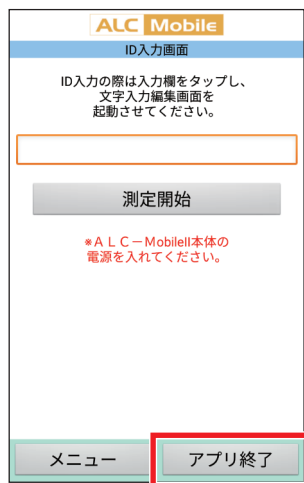 ALC Mobile
ID入力画面
ID入力の際は入力欄をタップし、
文字入力編集画面を
起動させてください。
測定開始
※ＡＬＣ－MobileII本体の
電源を入れてください。
メニュー
アプリ終了